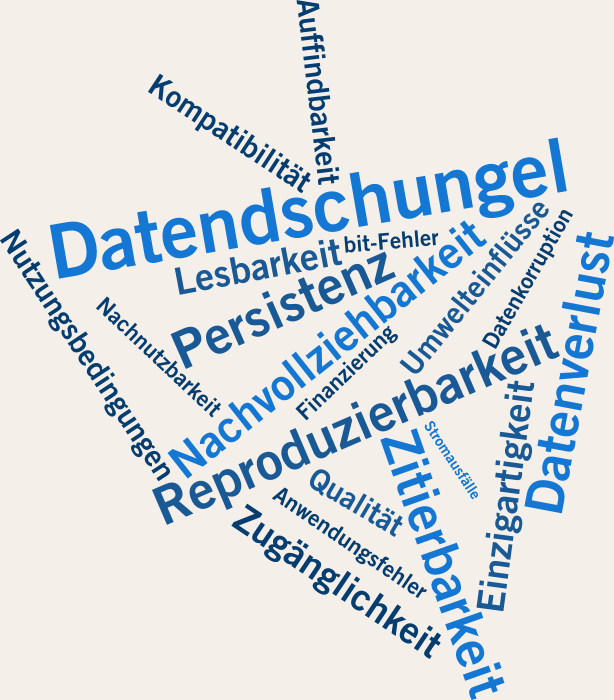 Auffindbarkeit
Kompatibilität
Datendschungel
Lesbarkeit
bit-Fehler
Persistenz
Nachvollziehbarkeit
Umwelteinflüsse
Datenkorruption
Datenverlust
Nutzungsbedingungen
Nachnutzbarkeit
Finanzierung
Reproduzierbarkeit
Stromausfälle
Zitierbarkeit
Einzigartigkeit
Qualität
Anwendungsfehler
Zugänglichkeit